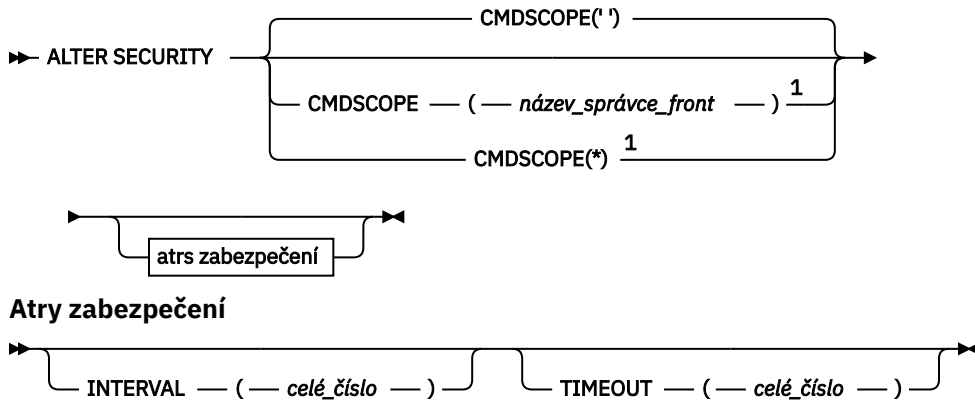 CMDSCOPE(' ')
ALTER SECURITY
CMDSCOPE ( název_správce_front ) 1
CMDSCOPE(*) 1
atrs zabezpečení
Atry zabezpečení
INTERVAL ( celé_číslo ) TIMEOUT ( celé_číslo )